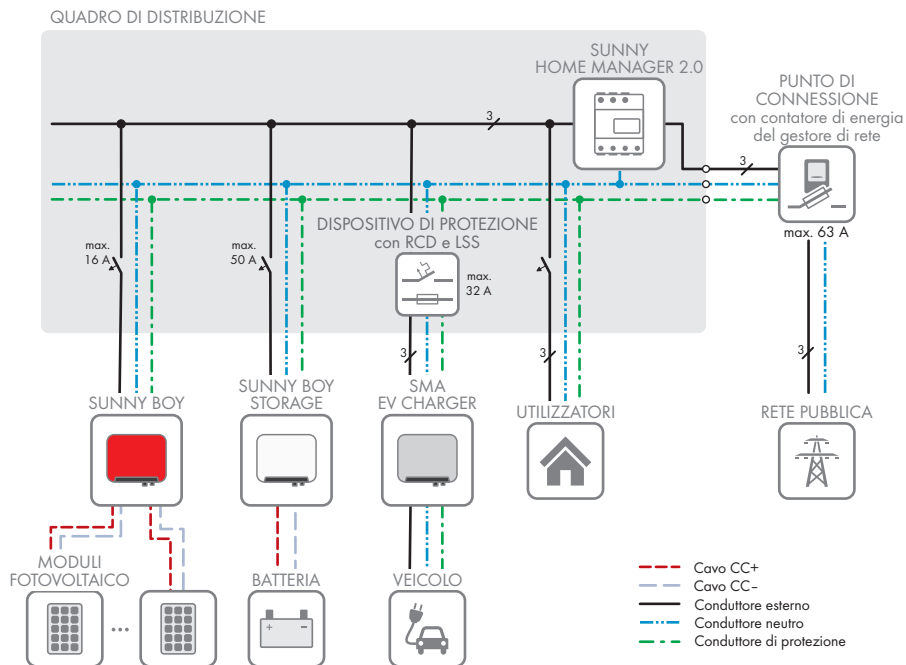 QUADRO DI DISTRIBUZIONE
SUNNY
HOME MANAGER 2.0
PUNTO DI
CONNESSIONE
con contatore di energia
del gestore di rete
3
3
DISPOSITIVO DI PROTEZIONE
con RCD e LSS
max.
16 A
max.
50 A
max.
32 A
max. 63 A
3
3
3
SUNNY BOY
SUNNY BOY
STORAGE
SMA
EV CHARGER
UTILIZZATORI
RETE PUBBLICA
MODULI
FOTOVOLTAICO
...
BATTERIA
+ −
VEICOLO
Cavo CC+
Cavo CC−
Conduttore esterno
Conduttore neutro
Conduttore di protezione